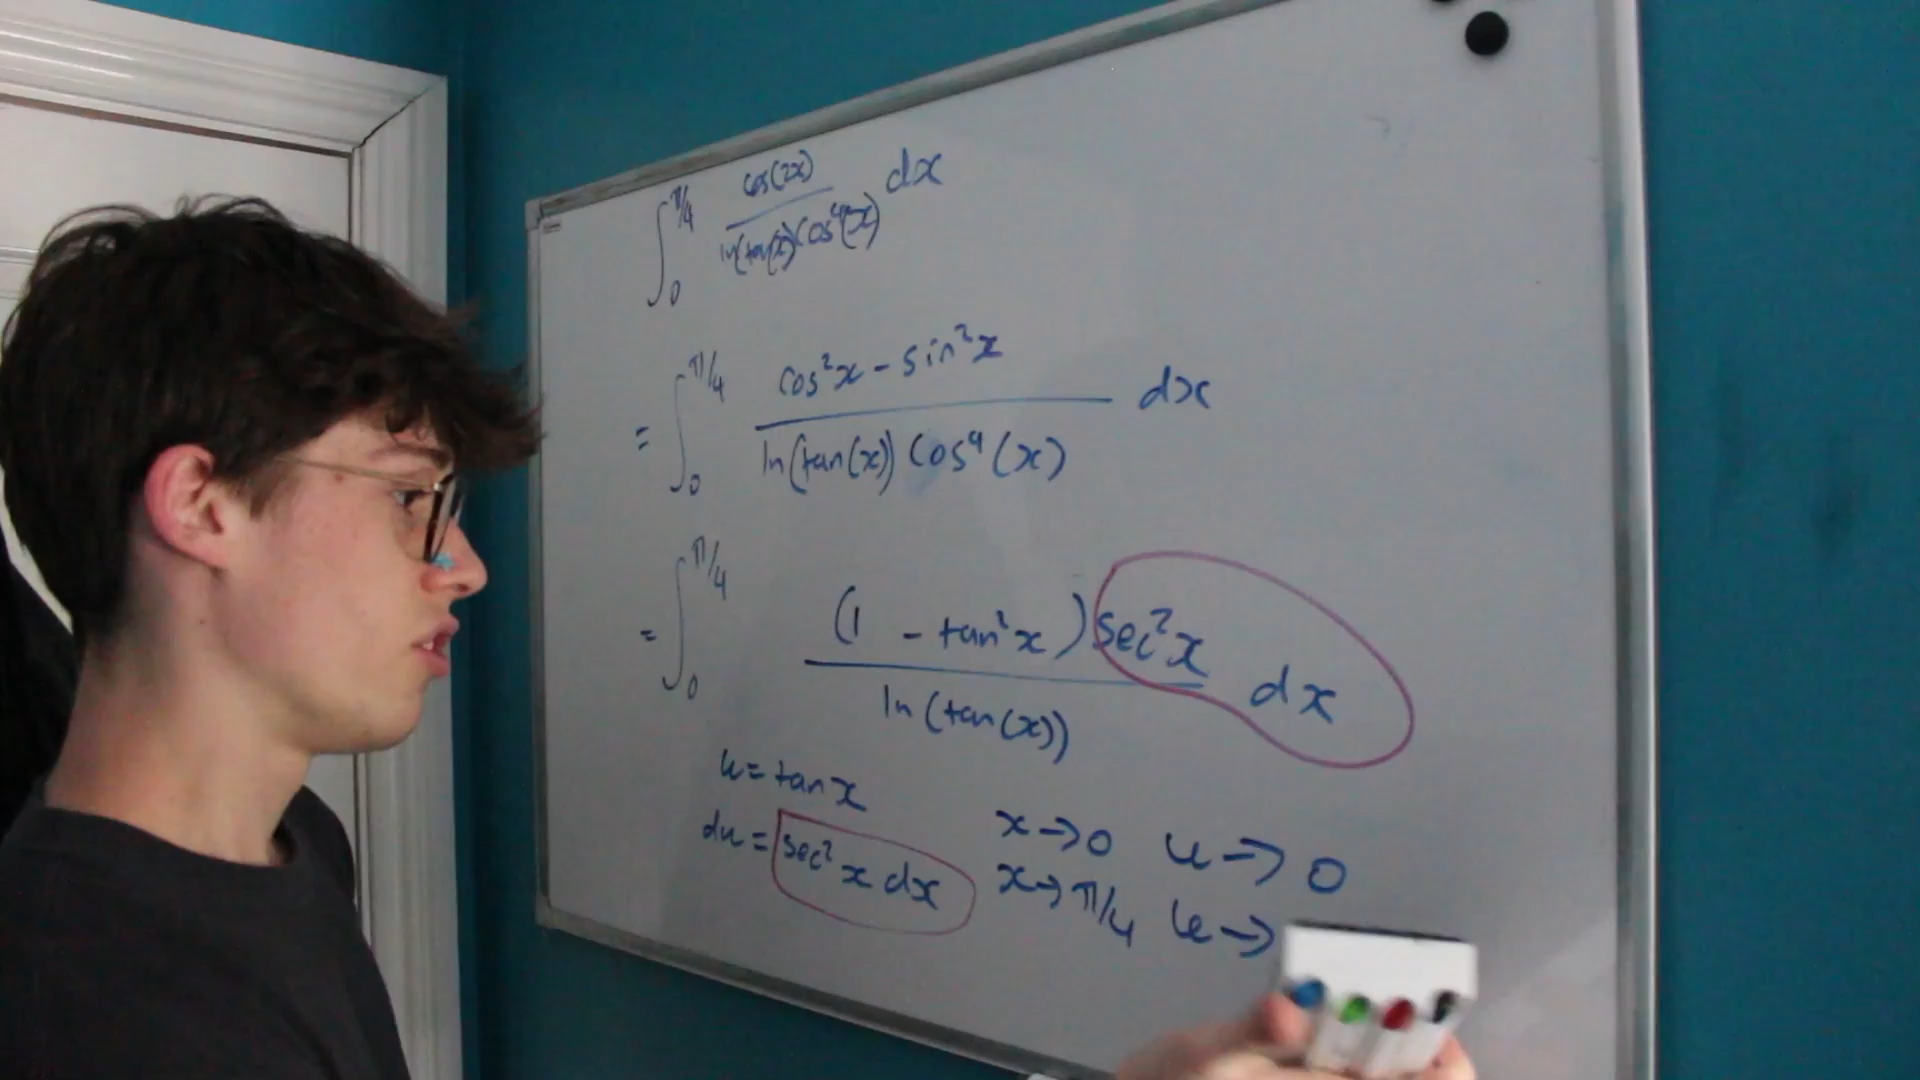 ∫₀^π/4 cos(2x) / ln(tan(x))cos⁴(x) dx
= ∫₀^π/4 cos²x - sin²x / ln(tan(x)) cos⁴(x) dx
= ∫₀^π/4 (1 - tan²x) sec²x / ln(tan(x)) dx
u = tan x
du = sec²x dx
x → 0 u → 0
x → π/4 u →